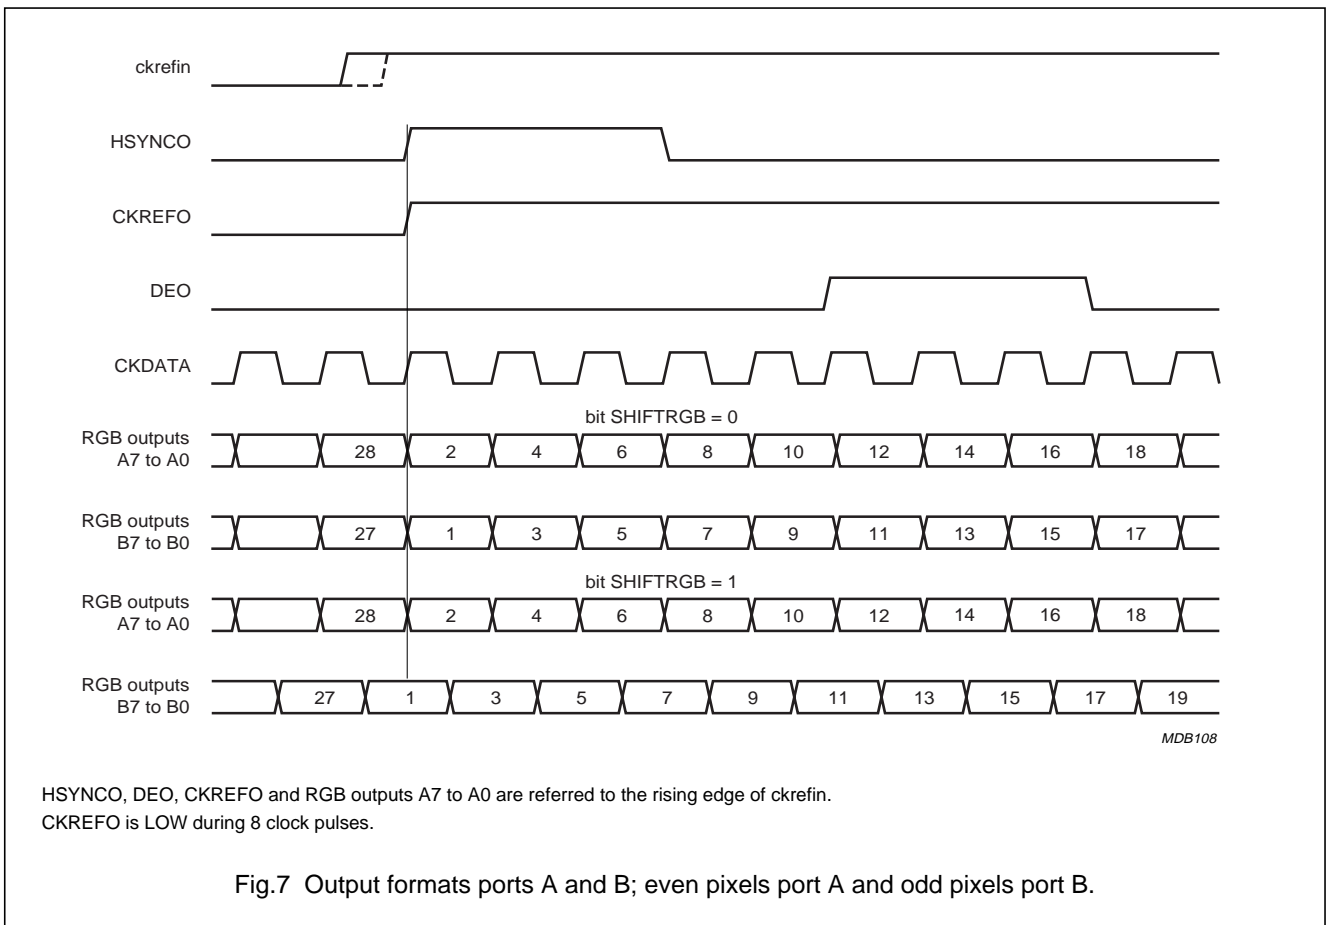 ckrefin
HSYNCO
CKREFO
DEO
CKDATA
bit SHIFTRGB = 0
RGB outputs
A7 to A0
28 2 4 6 8 10 12 14 16 18
RGB outputs
B7 to B0
27 1 3 5 7 9 11 13 15 17
bit SHIFTRGB = 1
RGB outputs
A7 to A0
28 2 4 6 8 10 12 14 16 18
RGB outputs
B7 to B0
27 1 3 5 7 9 11 13 15 17 19
MDB108
HSYNCO, DEO, CKREFO and RGB outputs A7 to A0 are referred to the rising edge of ckrefin.
CKREFO is LOW during 8 clock pulses.
Fig.7 Output formats ports A and B; even pixels port A and odd pixels port B.